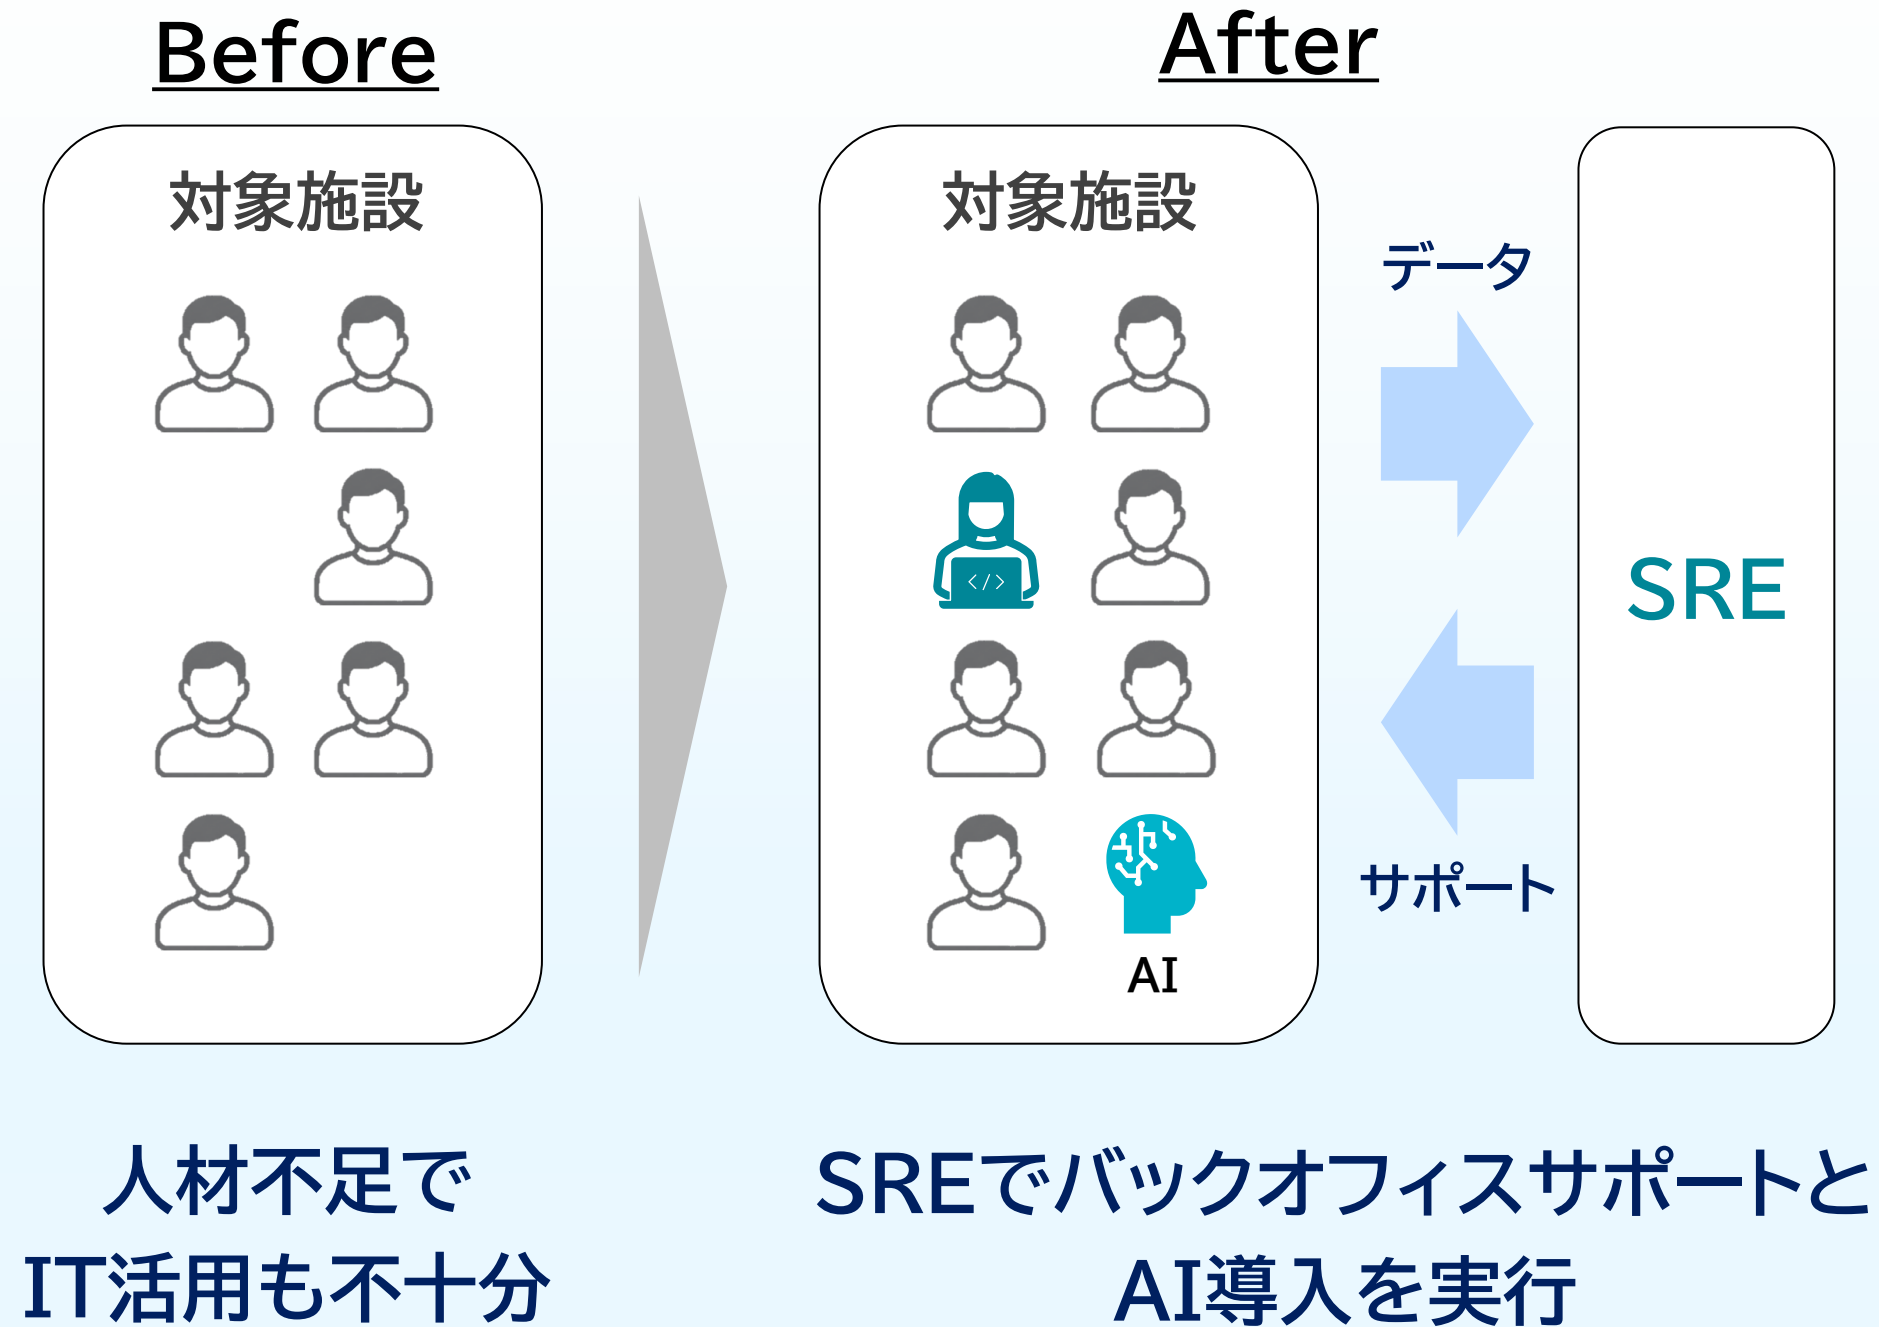 Before
対象施設
人材不足で
IT活用も不十分
After
対象施設
</>
AI
データ
サポート
SRE
SREでバックオフィスサポートと
AI導入を実行